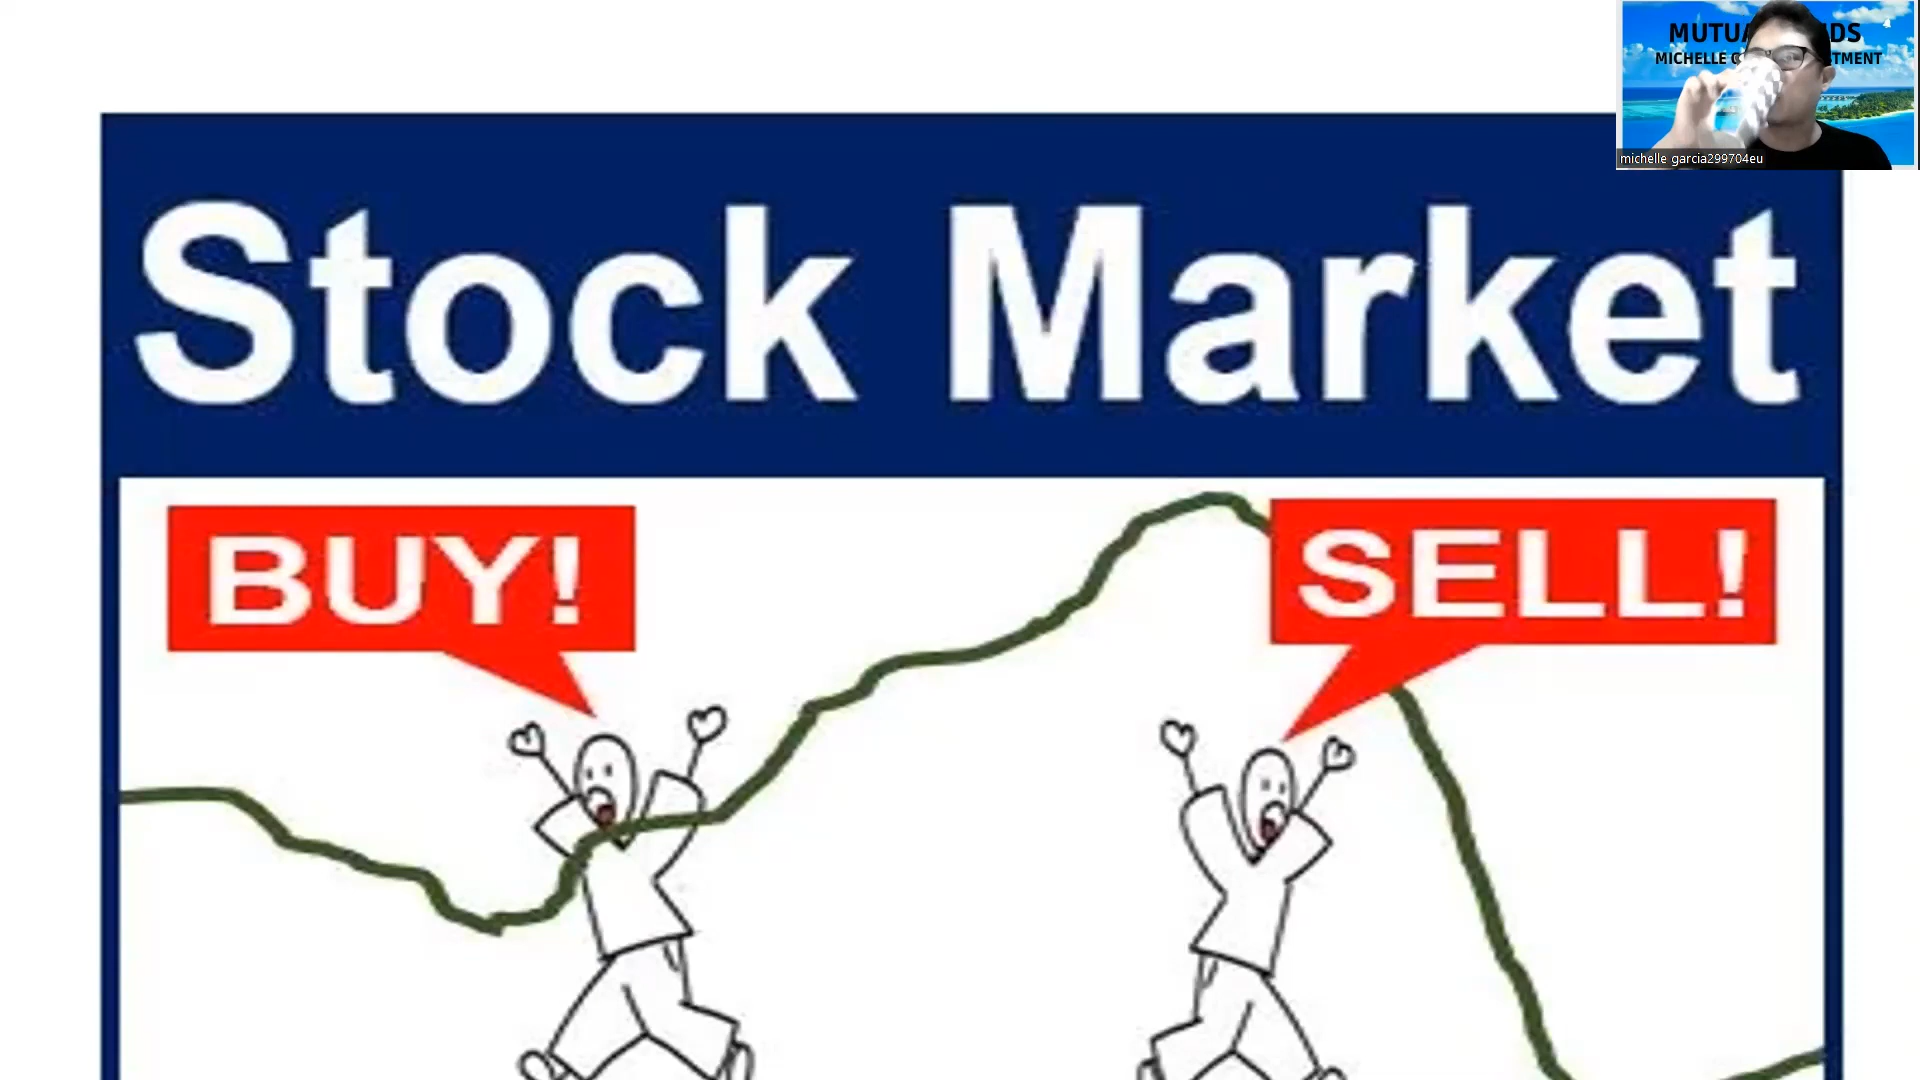 MUTUA DS
MICHELLE TMENT
michelle garcia299704eu
Stock Market
BUY!
SELL!